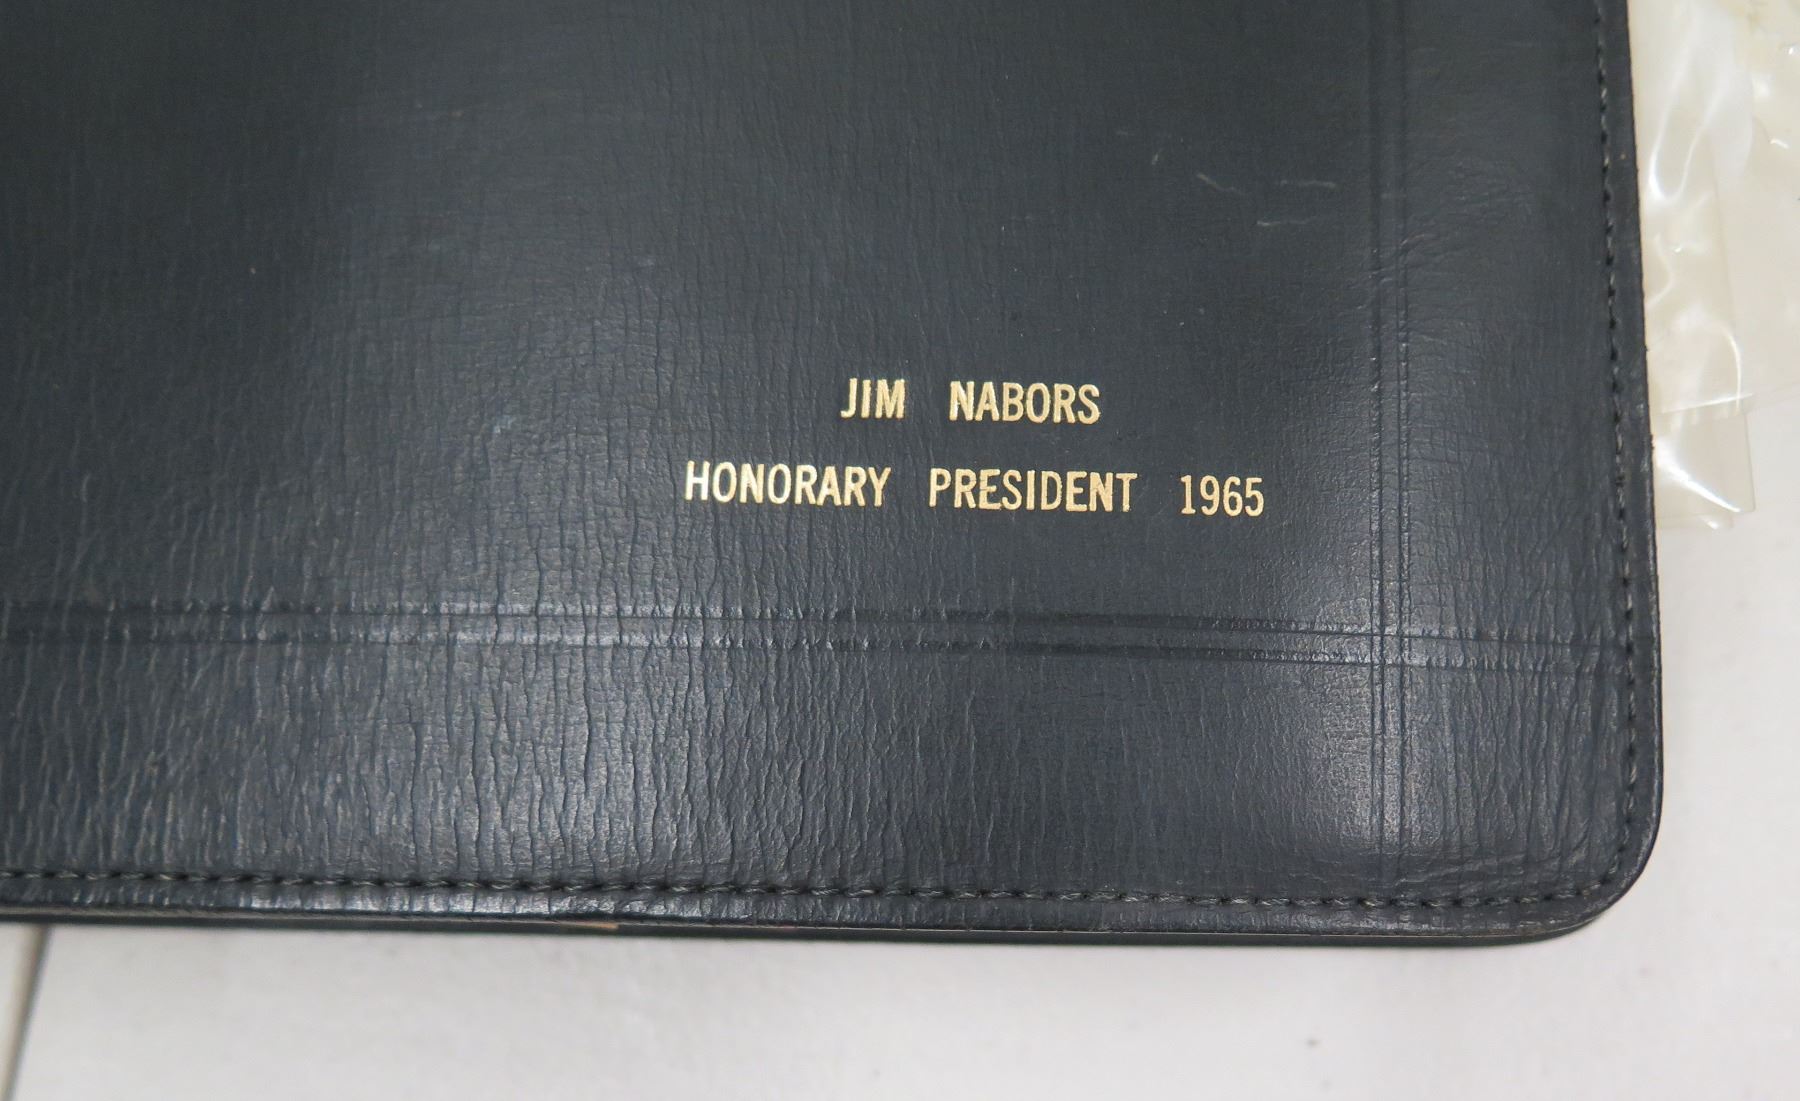 JIM NABORS
HONORARY PRESIDENT 1965